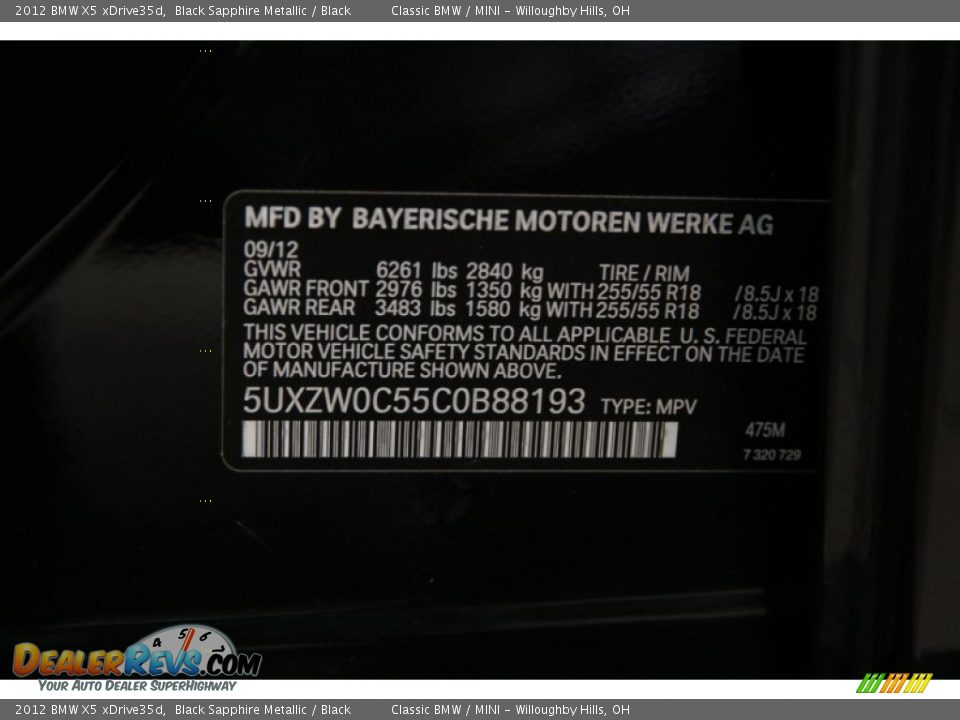 2012 BMW X5 xDrive35d, Black Sapphire Metallic / Black Classic BMW / MINI - Willoughby Hills, OH
MFD BY BAYERISCHE MOTOREN WERKE AG
09/12
GVWR 6261 lbs 2840 kg TIRE / RIM
GAWR FRONT 2976 lbs 1350 kg WITH 255/55 R18 /8.5J x 18
GAWR REAR 3483 lbs 1580 kg WITH 255/55 R18 /8.5J x 18
THIS VEHICLE CONFORMS TO ALL APPLICABLE U. S. FEDERAL
MOTOR VEHICLE SAFETY STANDARDS IN EFFECT ON THE DATE
OF MANUFACTURE SHOWN ABOVE.
5UXZW0C55C0B88193 TYPE: MPV
475M
7 320 729
4 5 6 7
DEALERREVS.COM
YOUR AUTO DEALER SUPERHIGHWAY
2012 BMW X5 xDrive35d, Black Sapphire Metallic / Black Classic BMW / MINI - Willoughby Hills, OH